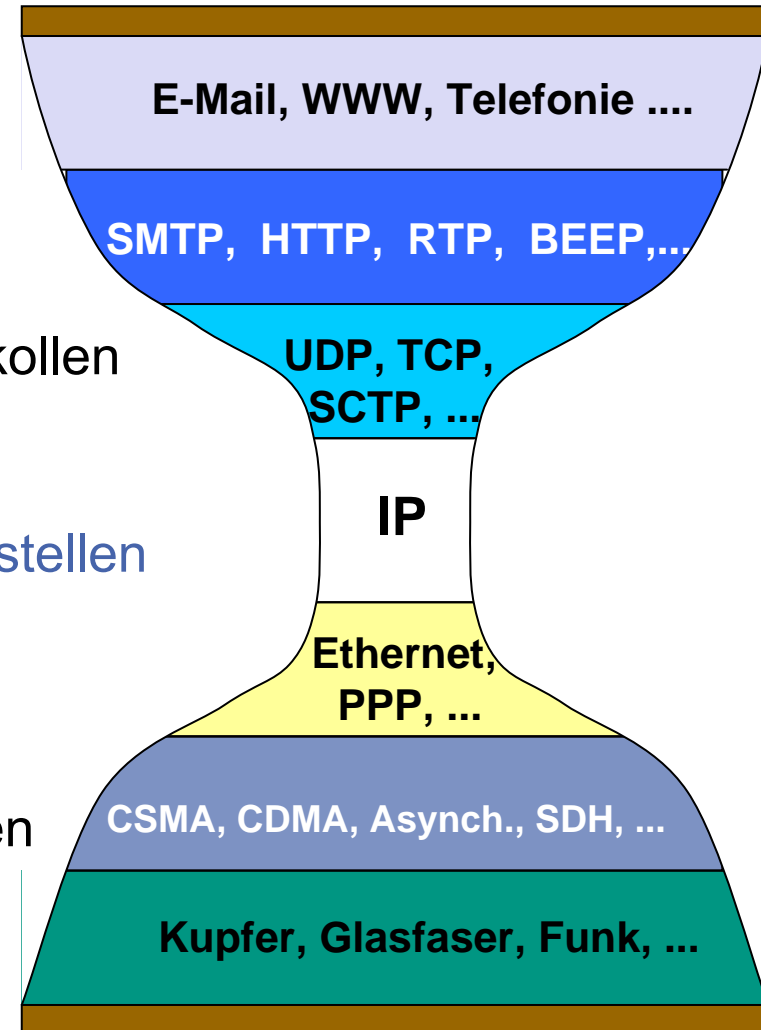 E-Mail, WWW, Telefonie ....
SMTP, HTTP, RTP, BEEP,...
kollen
UDP, TCP,
SCTP, ...
IP
stellen
Ethernet,
PPP, ...
CSMA, CDMA, Asynch., SDH, ...
en
Kupfer, Glasfaser, Funk, ...